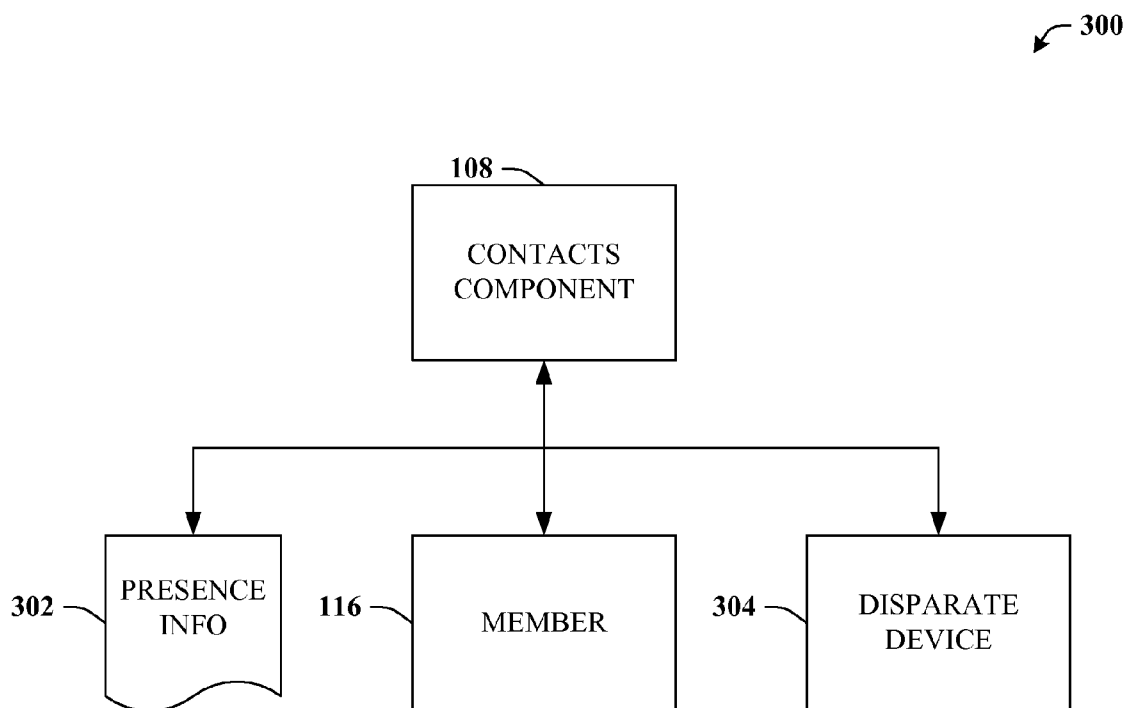 300
108
CONTACTS
COMPONENT
302
PRESENCE
INFO
116
MEMBER
304
DISPARATE
DEVICE